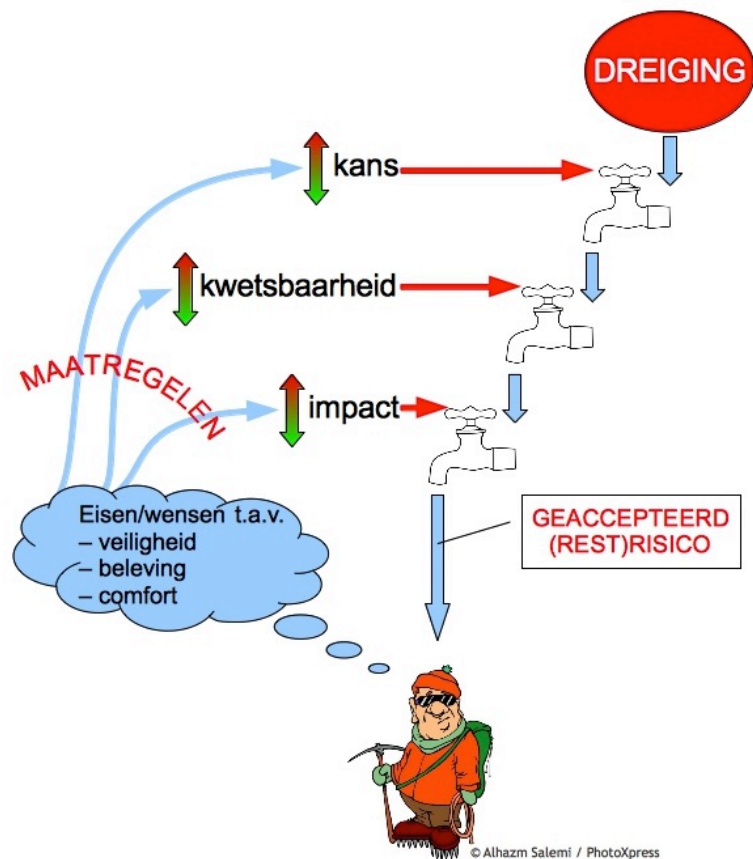 DREIGING
kans
kwetsbaarheid
MAATREGELEN
impact
Eisen/wensen t.a.v.
– veiligheid
– beleving
– comfort
GEACCEPTEERD
(REST)RISICO
© Alhazm Salemi / PhotoXpress